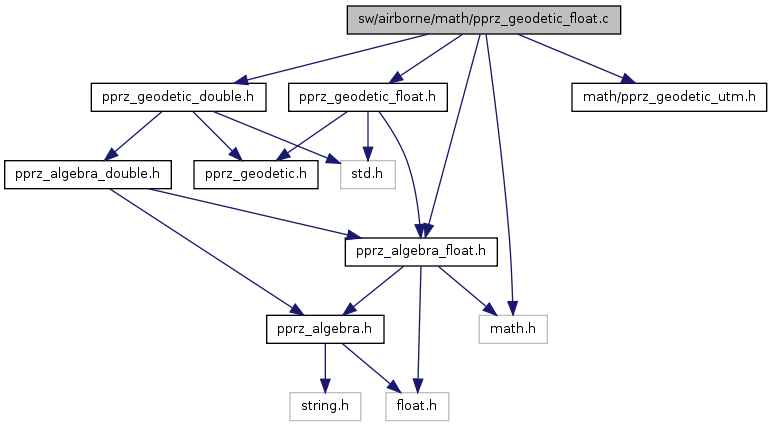 sw/airborne/math/pprz_geodetic_float.c
pprz_geodetic_double.h
pprz_geodetic_float.h
math/pprz_geodetic_utm.h
pprz_algebra_double.h
pprz_geodetic.h
std.h
pprz_algebra_float.h
pprz_algebra.h
math.h
string.h
float.h